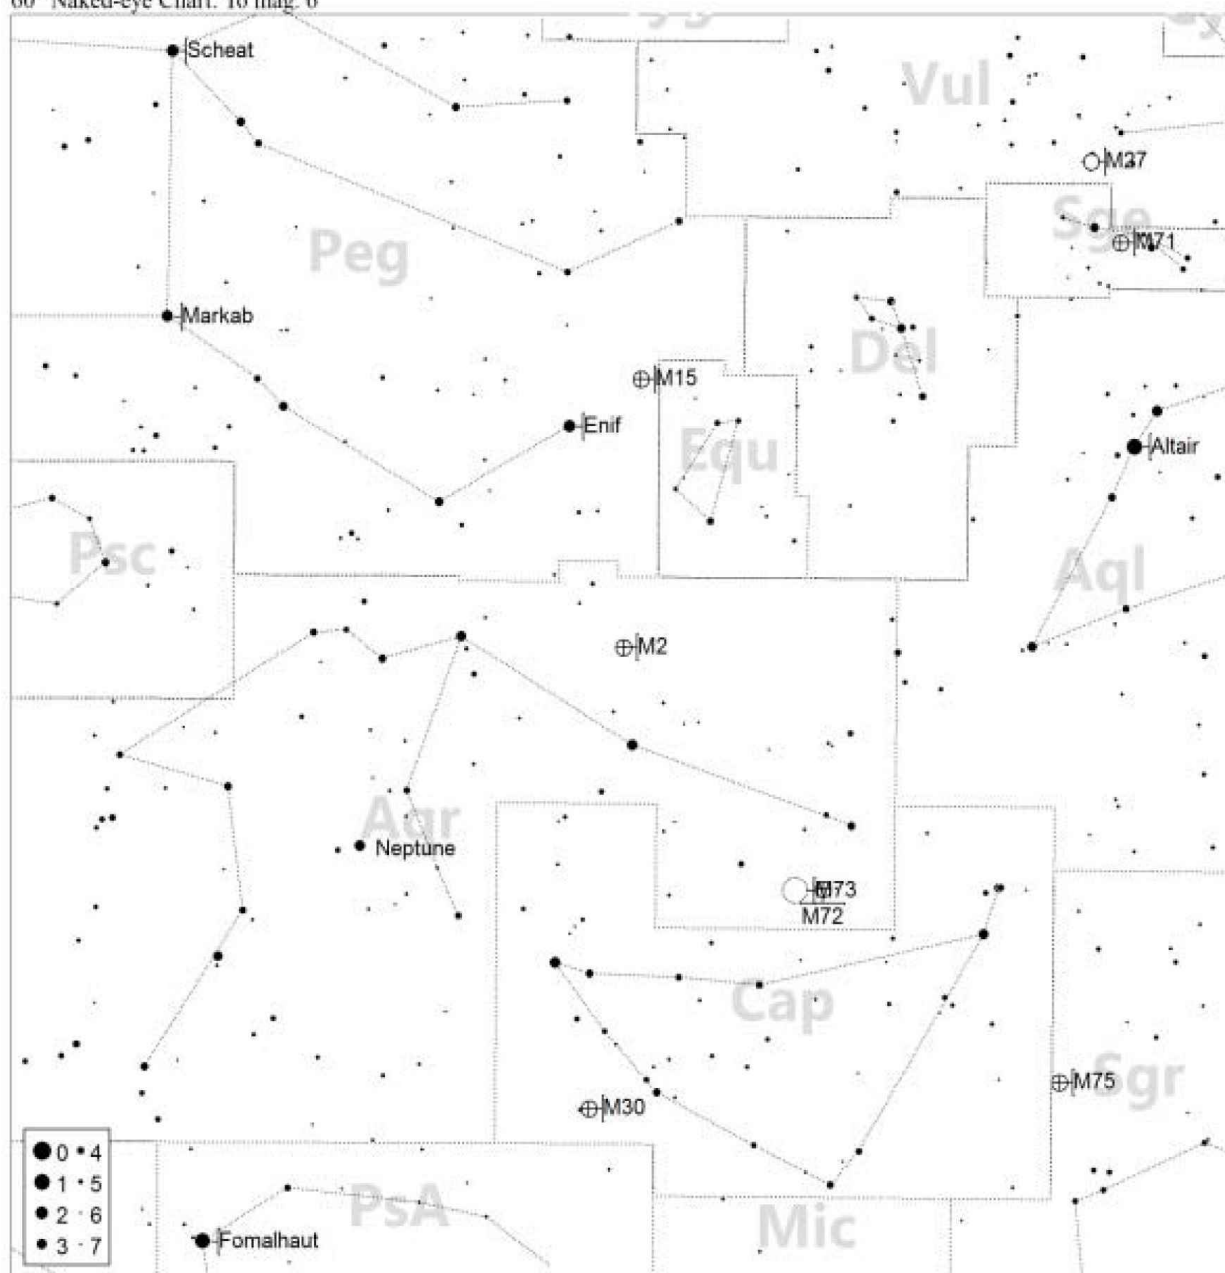 60° Naked-eye Chart: 16 mag: 6
Scheat
Vul
M27
Sge
M71
Peg
Markab
Del
M15
Enif
Equ
Altair
Psc
Aql
M2
Aqr
Neptune
M73
M72
Cap
Sgr
M75
M30
0 4
1 5
2 6
3 7
PsA
Mic
Fomalhaut